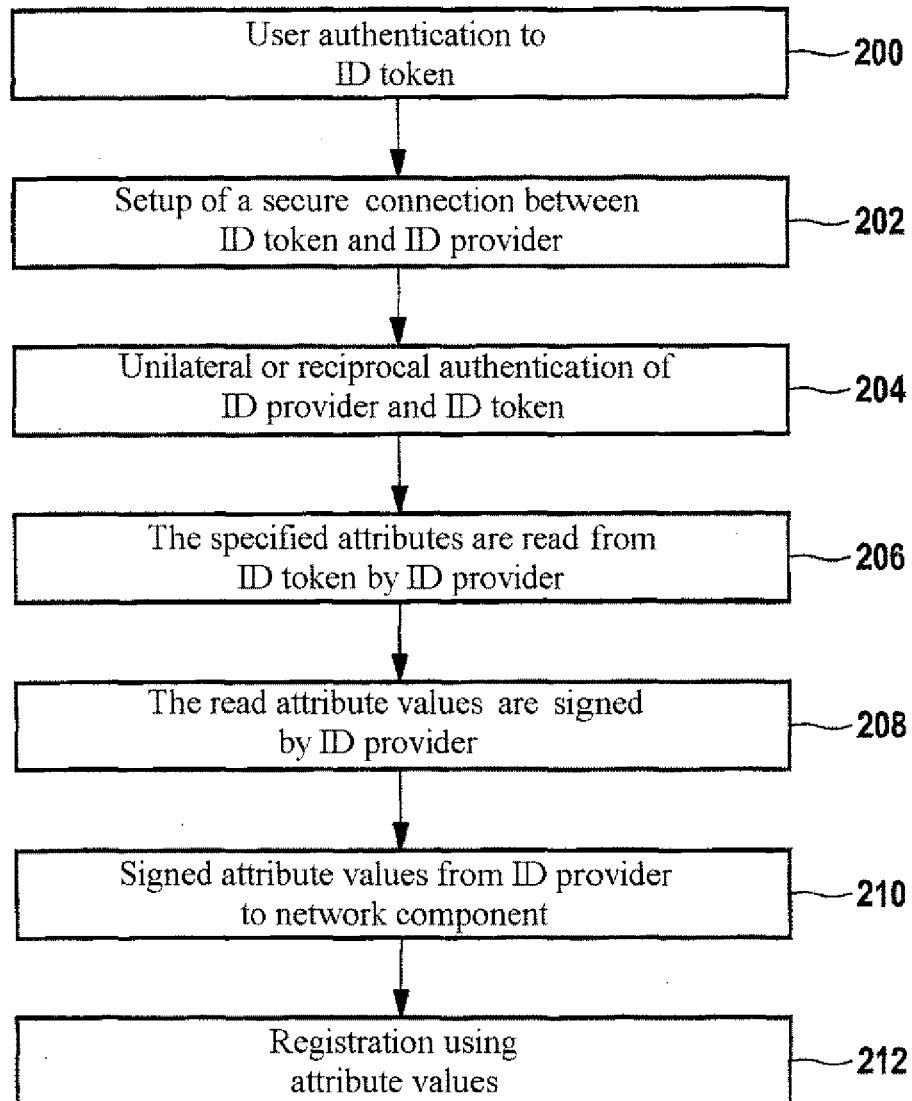 User authentication to
ID token
200
Setup of a secure connection between
ID token and ID provider
202
Unilateral or reciprocal authentication of
ID provider and ID token
204
The specified attributes are read from
ID token by ID provider
206
The read attribute values are signed
by ID provider
208
Signed attribute values from ID provider
to network component
210
Registration using
attribute values
212